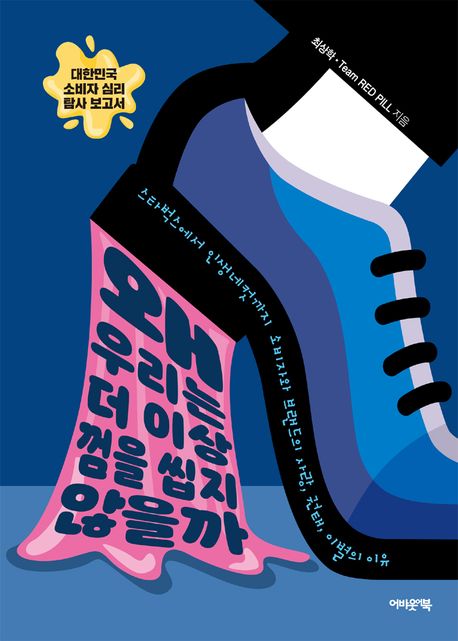 대한민국
소비자 심리
탐사 보고서
최상학·Team RED PILL 지음
스타벅스에서 인생네컷까지 소비자와 브랜드의 사랑, 권태, 이별의 이유
왜
우리는
더 이상
껌을 씹지
않을까
어바웃어북